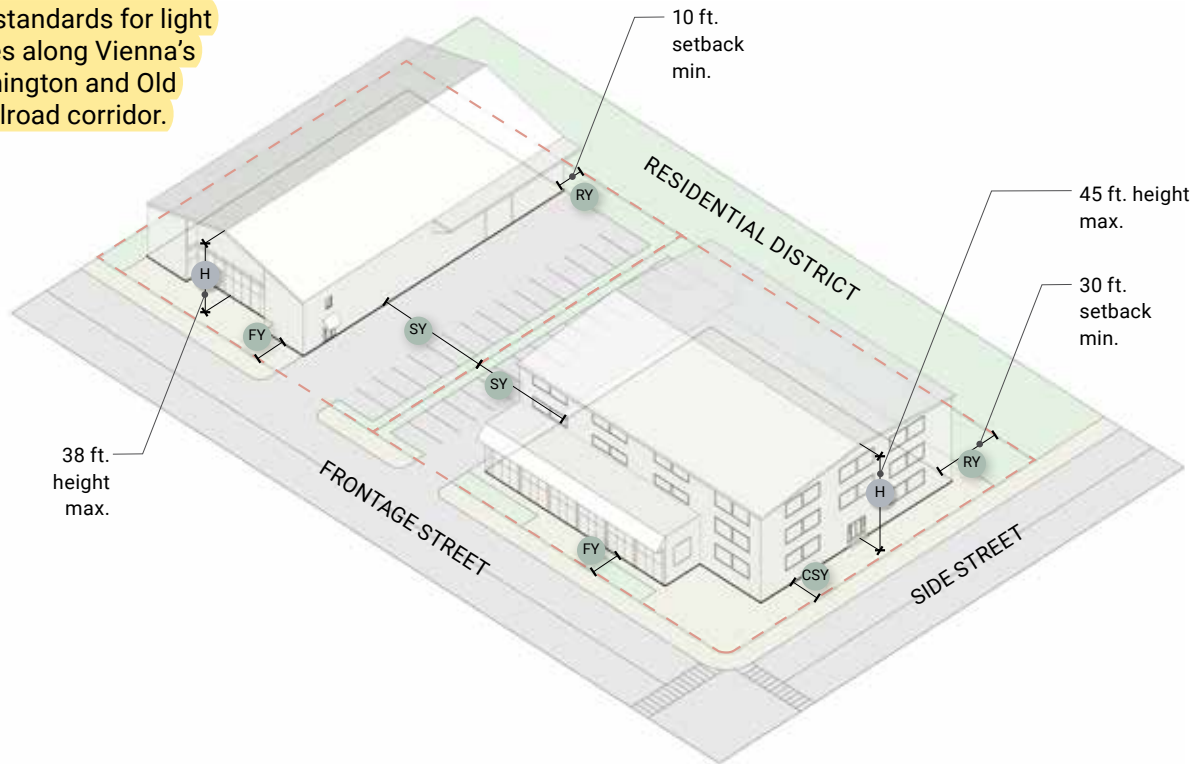 standards for light
es along Vienna's
ington and Old
lroad corridor.
10 ft.
setback
min.
RY
RESIDENTIAL DISTRICT
45 ft. height
max.
30 ft.
setback
min.
H
FY
SY
SY
38 ft.
height
max.
FRONTAGE STREET
RY
H
FY
CSY
SIDE STREET